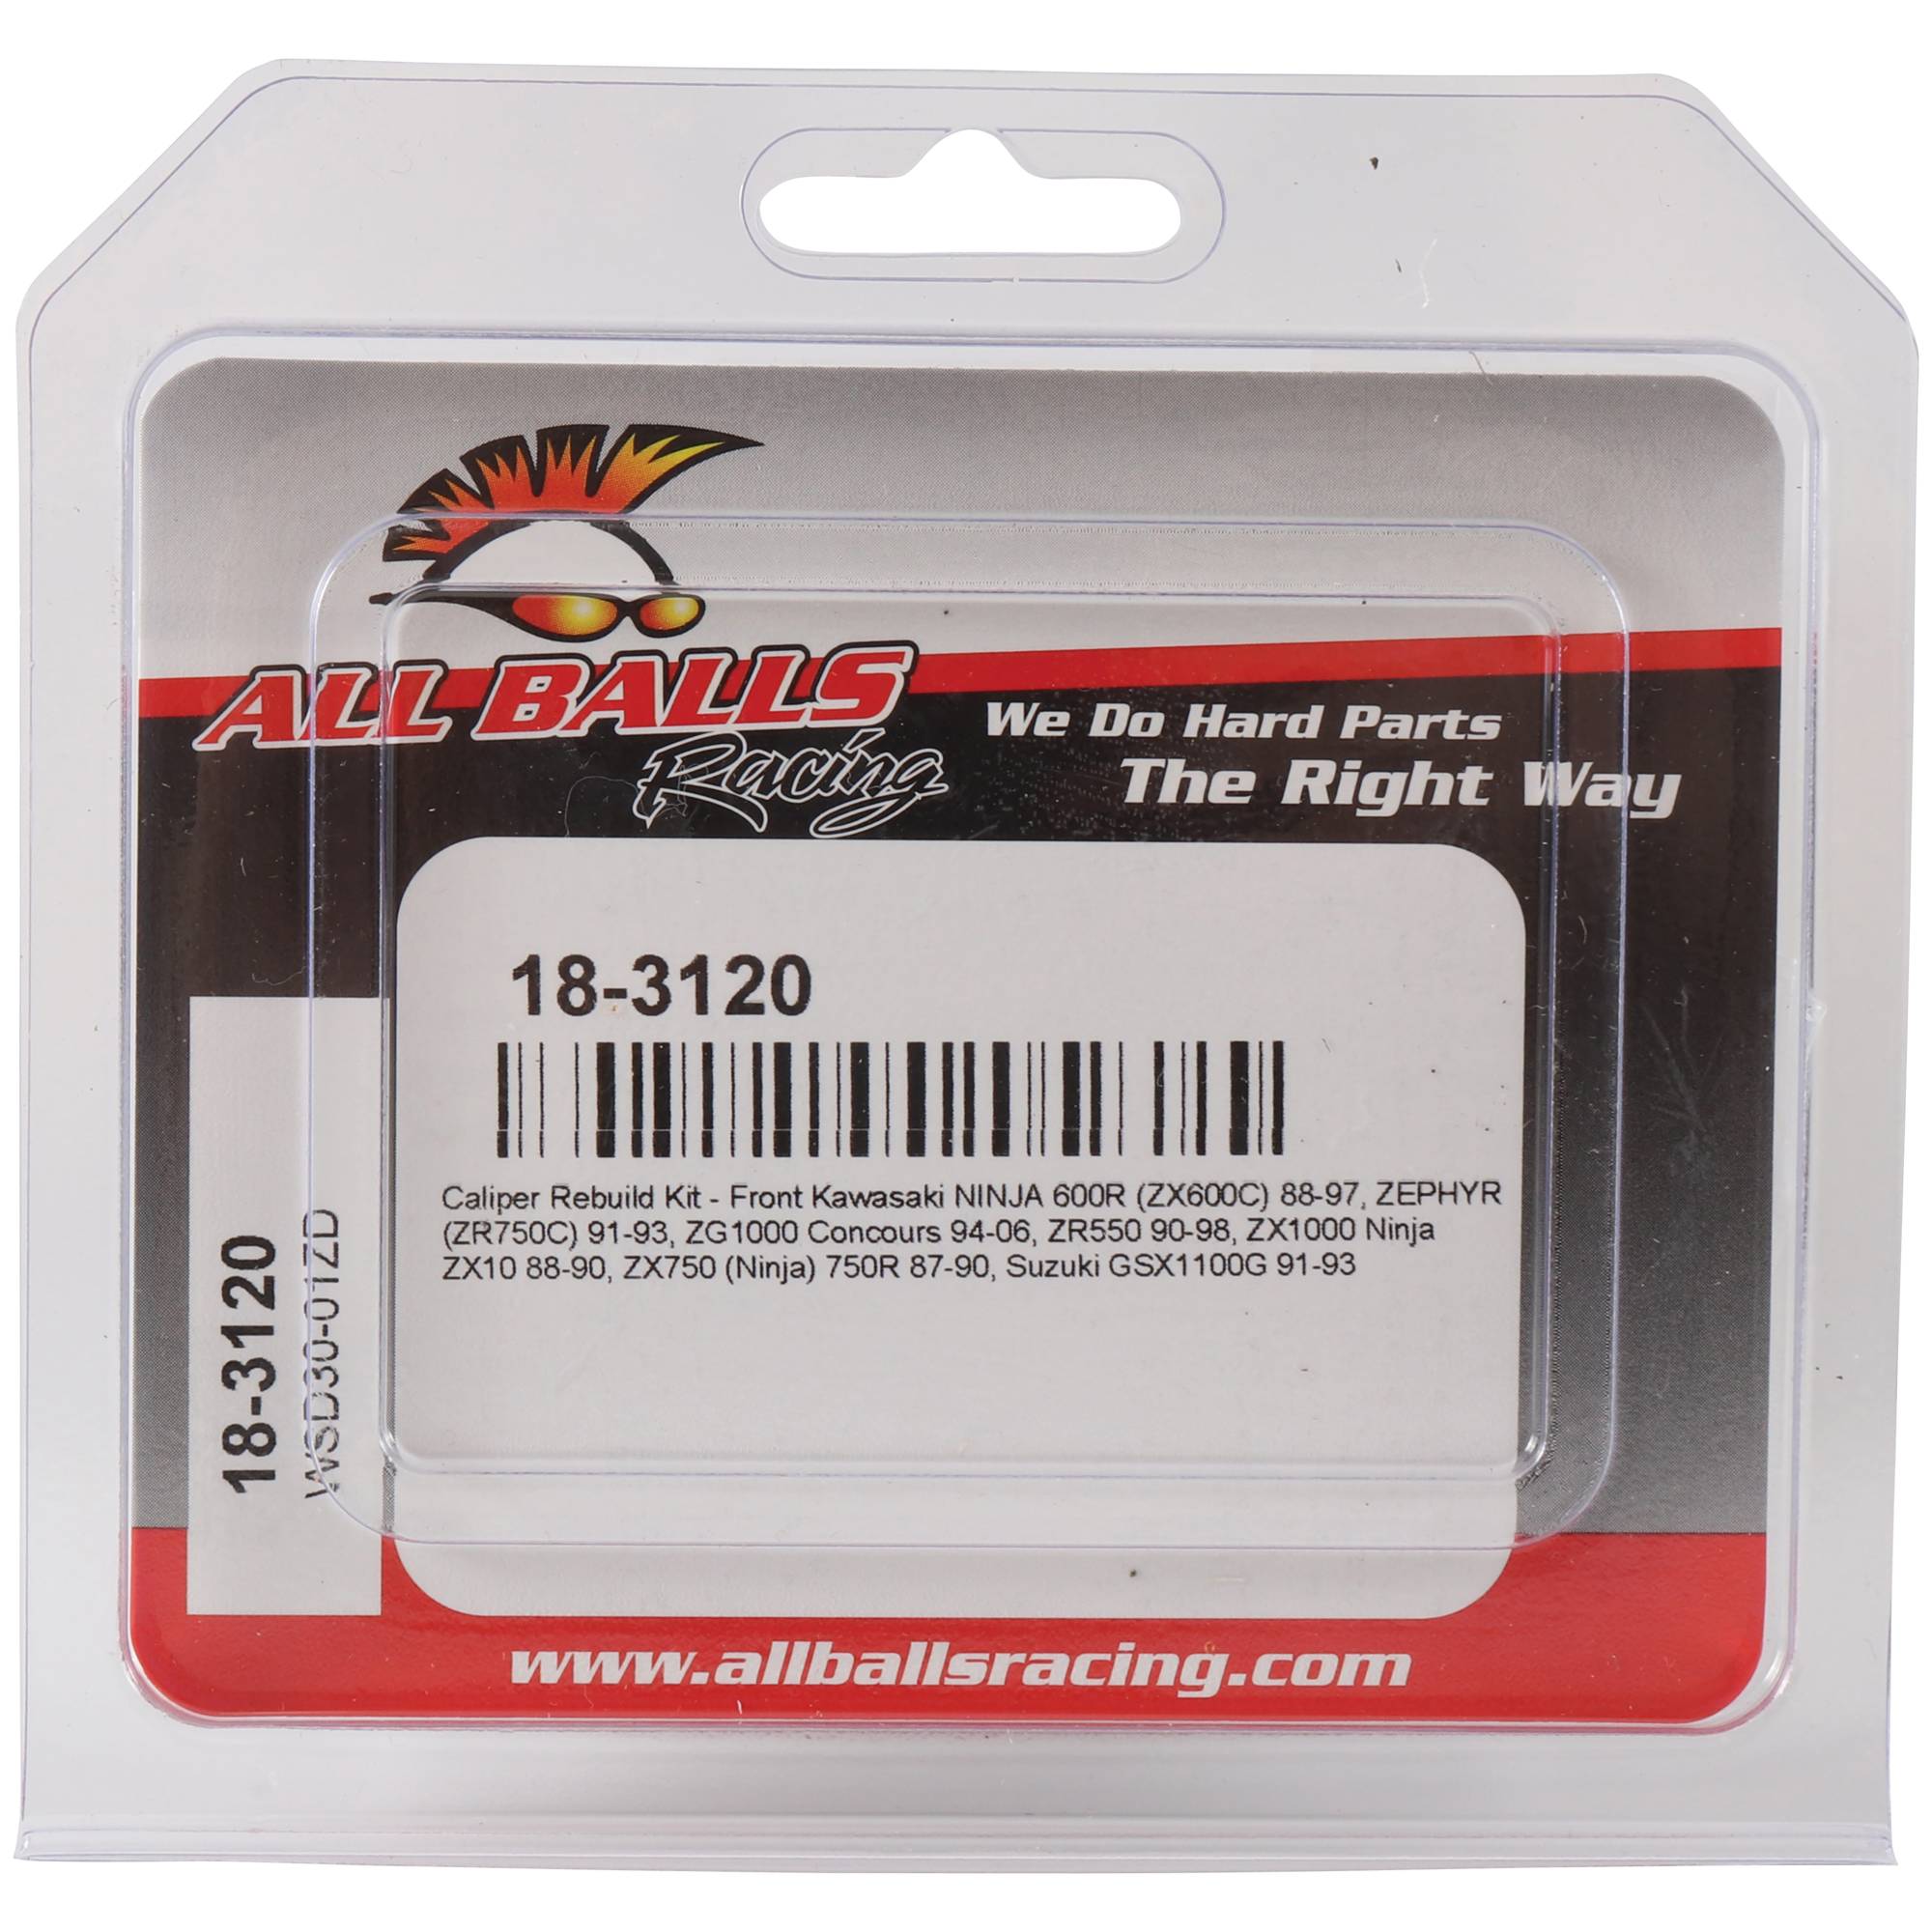 ALL BALLS
Racing
We Do Hard Parts
The Right Way
18-3120
Caliper Rebuild Kit - Front Kawasaki NINJA 600R (ZX600C) 88-97, ZEPHYR
(ZR750C) 91-93, ZG1000 Concours 94-06, ZR550 90-98, ZX1000 Ninja
ZX10 88-90, ZX750 (Ninja) 750R 87-90, Suzuki GSX1100G 91-93
18-3120
WSD30-01ZD
www.allballsracing.com